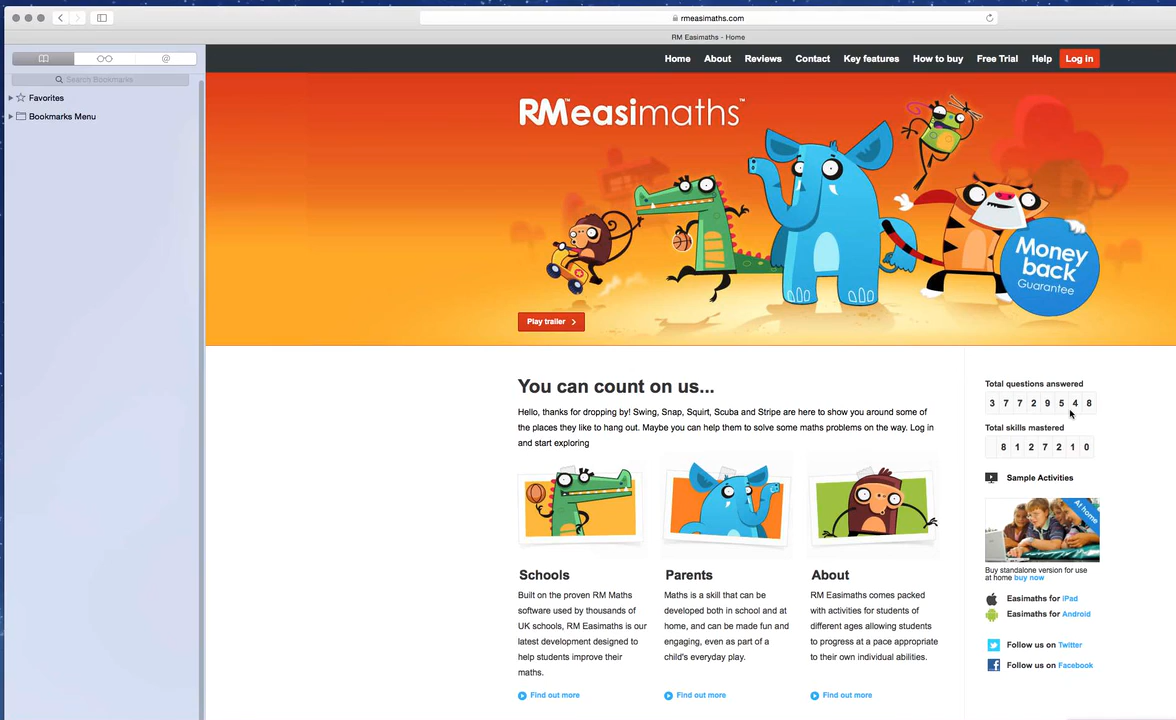 rmeasimaths.com
RM Easimaths - Home
@
Search Bookmarks
Favorites
Bookmarks Menu
Home About Reviews Contact Key features How to buy Free Trial Help Log In
RM™easimaths™
Money
back
Guarantee
Play trailer
You can count on us...
Hello, thanks for dropping by! Swing, Snap, Squirt, Scuba and Stripe are here to show you around some of
the places they like to hang out. Maybe you can help them to solve some maths problems on the way. Log in
and start exploring
Schools
Built on the proven RM Maths
software used by thousands of
UK schools, RM Easimaths is our
latest development designed to
help students improve their
maths.
Find out more
Parents
Maths is a skill that can be
developed both in school and at
home, and can be made fun and
engaging, even as part of a
child's everyday play.
Find out more
About
RM Easimaths comes packed
with activities for students of
different ages allowing students
to progress at a pace appropriate
to their own individual abilities.
Find out more
Total questions answered
3 7 7 2 9 5 4 8
Total skills mastered
8 1 2 7 2 1 0
Sample Activities
At home
Buy standalone version for use
at home buy now
Easimaths for iPad
Easimaths for Android
Follow us on Twitter
Follow us on Facebook